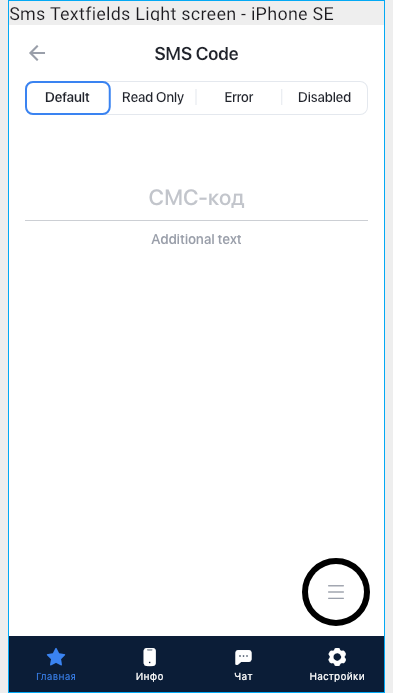 Sms Textfields Light screen - iPhone SE
SMS Code
Default Read Only Error Disabled
СМС-код
Additional text
Главная Инфо Чат Настройки